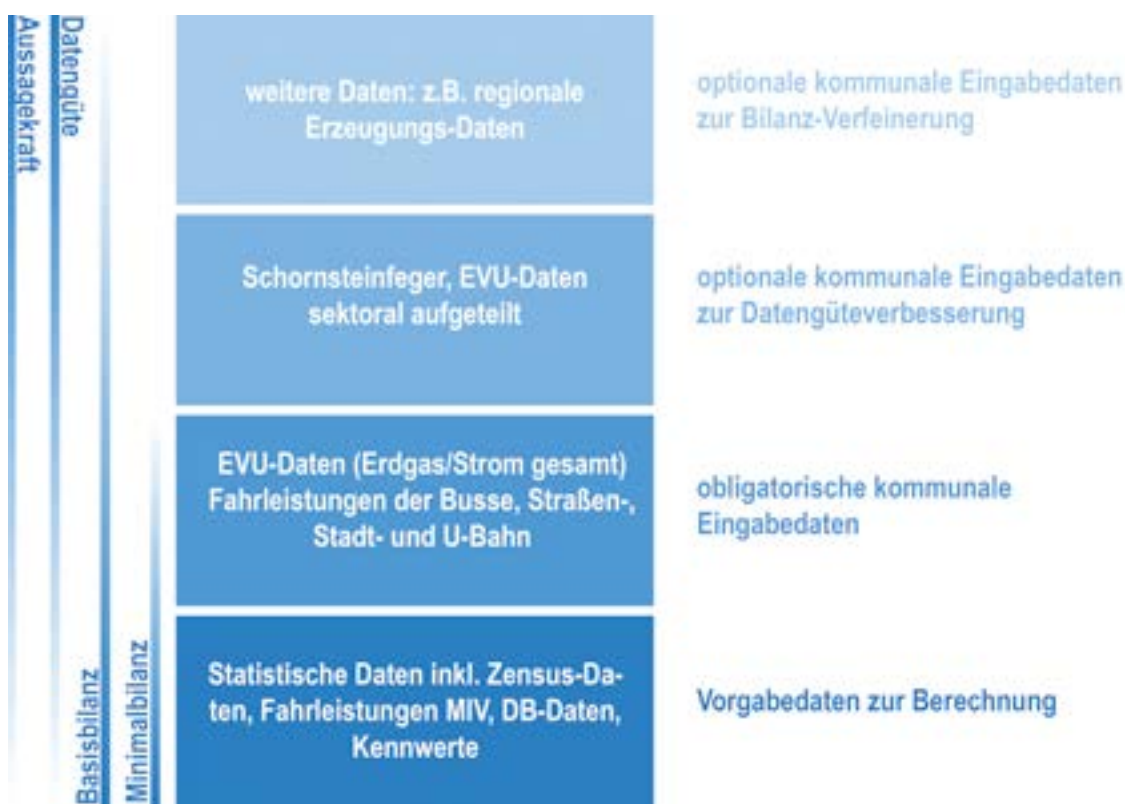 Aussagekraft
Datengüte
weitere Daten: z.B. regionale
Erzeugungs-Daten
optionale kommunale Eingabedaten
zur Bilanz-Verfeinerung
Schornsteinfeger, EVU-Daten
sektoral aufgeteilt
optionale kommunale Eingabedaten
zur Datengüteverbesserung
EVU-Daten (Erdgas/Strom gesamt)
Fahrleistungen der Busse, Straßen-,
Stadt- und U-Bahn
obligatorische kommunale
Eingabedaten
Basisbilanz
Minimalbilanz
Statistische Daten inkl. Zensus-Da-
ten, Fahrleistungen MIV, DB-Daten,
Kennwerte
Vorgabedaten zur Berechnung